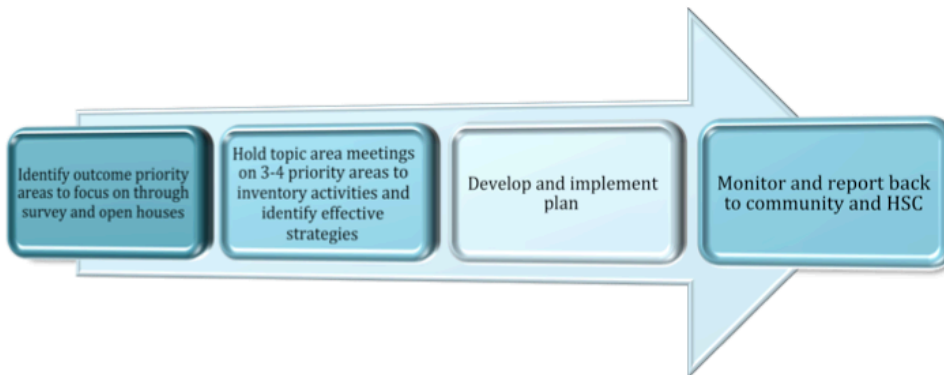 Identify outcome priority
areas to focus on through
survey and open houses
Hold topic area meetings
on 3-4 priority areas to
inventory activities and
identify effective
strategies
Develop and implement
plan
Monitor and report back
to community and HSC